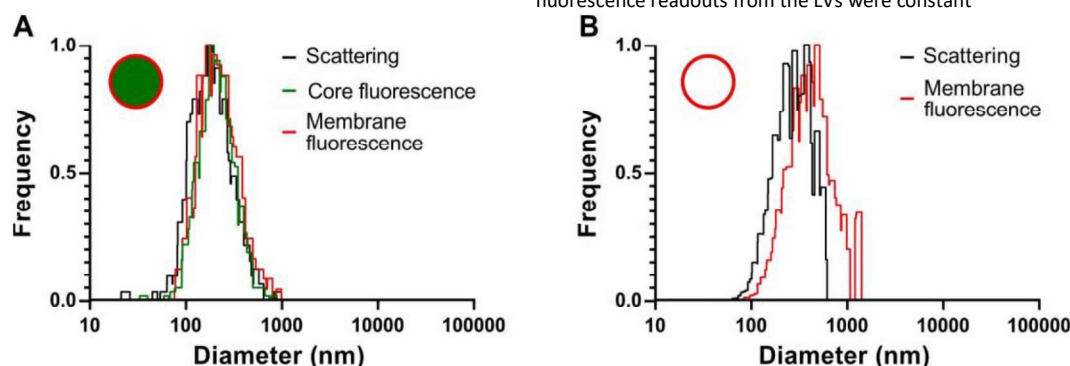 fluorescence readouts from the EVs were constant
A
Scattering
Core fluorescence
Membrane
fluorescence
Frequency
1.0
0.5
0.0
10 100 1000 10000 100000
Diameter (nm)
B
Scattering
Membrane
fluorescence
Frequency
1.0
0.5
0.0
10 100 1000 10000 100000
Diameter (nm)